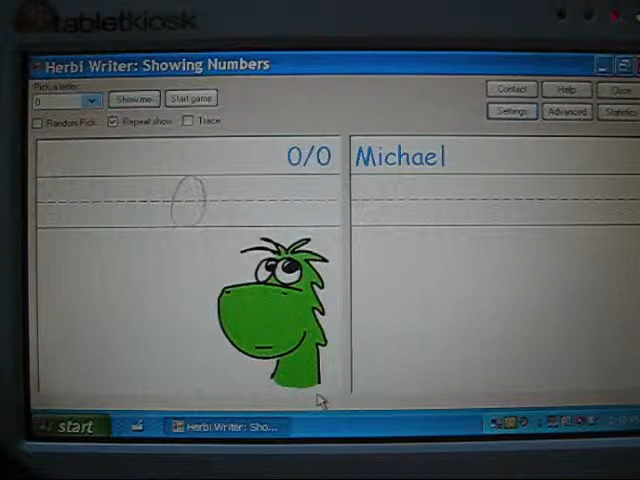 tabletkiosk
Herbi Writer: Showing Numbers
Pick a letter
0
Show me
Start game
Random Pick
Repeat show
Trace
Contact
Help
Close
Settings
Advanced
Statistics
0/0
Michael
0
start
Herbi Writer: Sho...